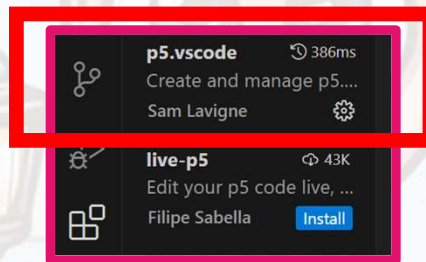 p5.vscode 386ms
Create and manage p5....
Sam Lavigne
live-p5 43K
Edit your p5 code live, ...
Filipe Sabella Install